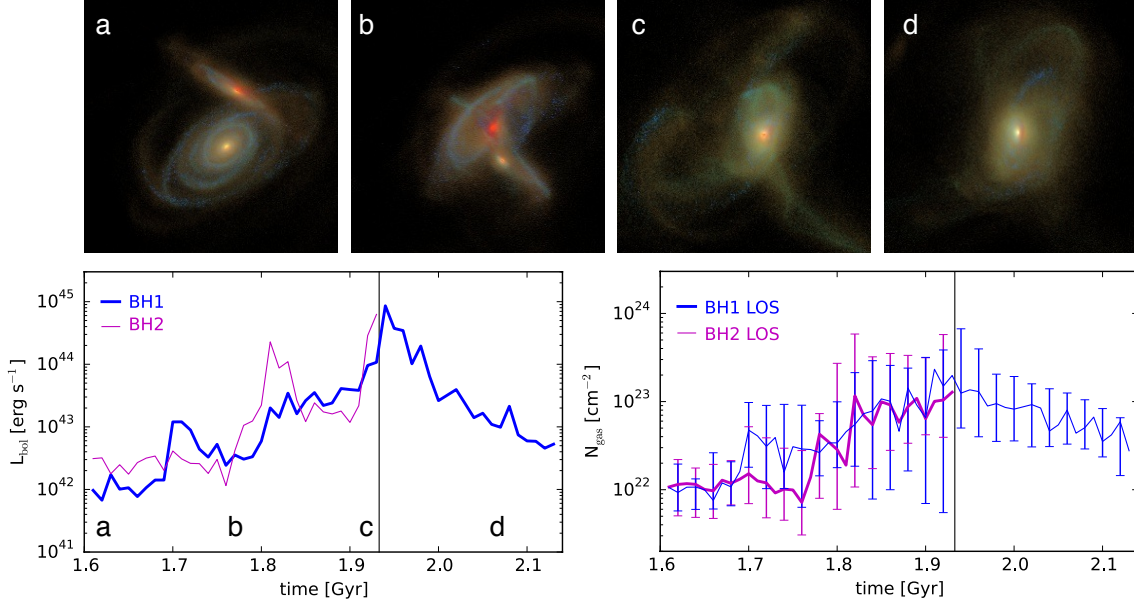 a
b
c
d
10^45
10^44
10^43
10^42
10^41
L_bol [erg s^−1]
BH1
BH2
a
b
c
d
1.6
1.7
1.8
1.9
2.0
2.1
time [Gyr]
10^24
10^23
10^22
N_gas [cm^−2]
BH1 LOS
BH2 LOS
1.6
1.7
1.8
1.9
2.0
2.1
time [Gyr]